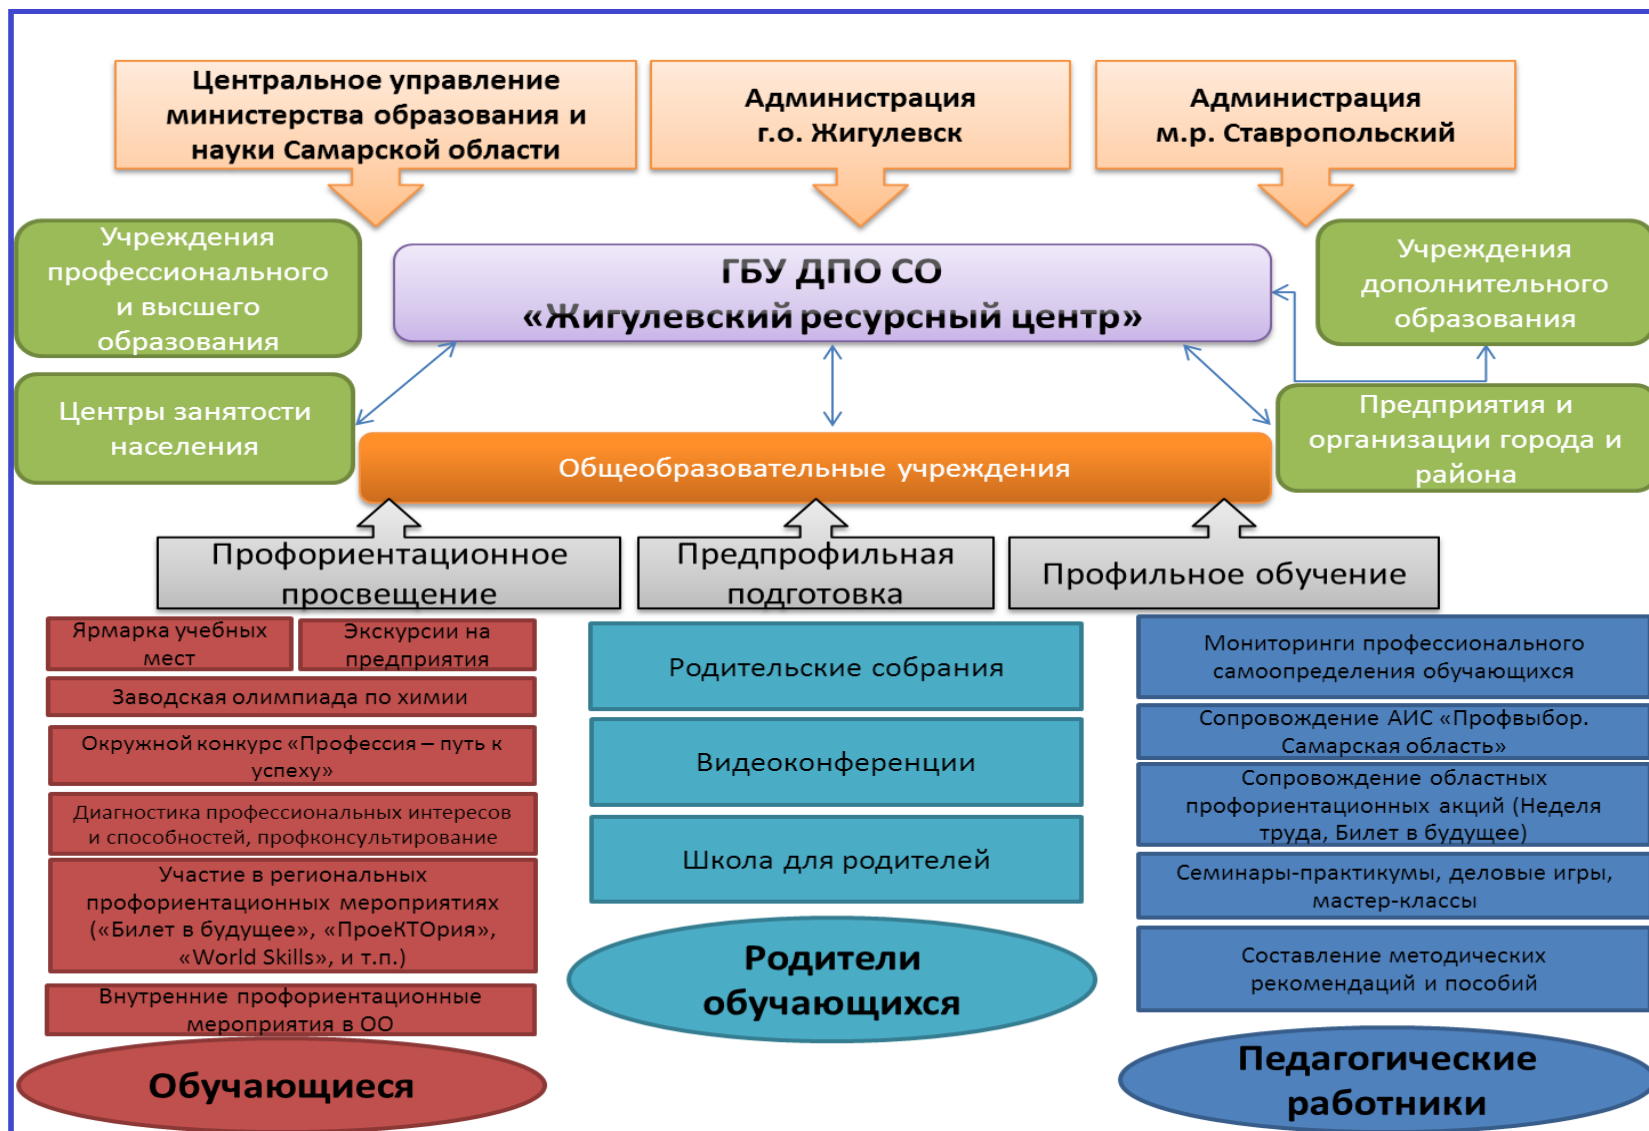 Центральное управление
министерства образования и
науки Самарской области
Администрация
г.о. Жигулевск
Администрация
м.р. Ставропольский
Учреждения
профессионального
и высшего
образования
ГБУ ДПО СО
«Жигулевский ресурсный центр»
Учреждения
дополнительного
образования
Центры занятости
населения
Предприятия и
организации города и
района
Общеобразовательные учреждения
Профориентационное
просвещение
Предпрофильная
подготовка
Профильное обучение
Ярмарка учебных
мест
Экскурсии на
предприятия
Заводская олимпиада по химии
Окружной конкурс «Профессия – путь к
успеху»
Диагностика профессиональных интересов
и способностей, профконсультирование
Участие в региональных
профориентационных мероприятиях
(«Билет в будущее», «ПроеКТОрия»,
«World Skills», и т.п.)
Внутренние профориентационные
мероприятия в ОО
Обучающиеся
Родительские собрания
Видеоконференции
Школа для родителей
Родители
обучающихся
Мониторинги профессионального
самоопределения обучающихся
Сопровождение АИС «Профвыбор.
Самарская область»
Сопровождение областных
профориентационных акций (Неделя
труда, Билет в будущее)
Семинары-практикумы, деловые игры,
мастер-классы
Составление методических
рекомендаций и пособий
Педагогические
работники